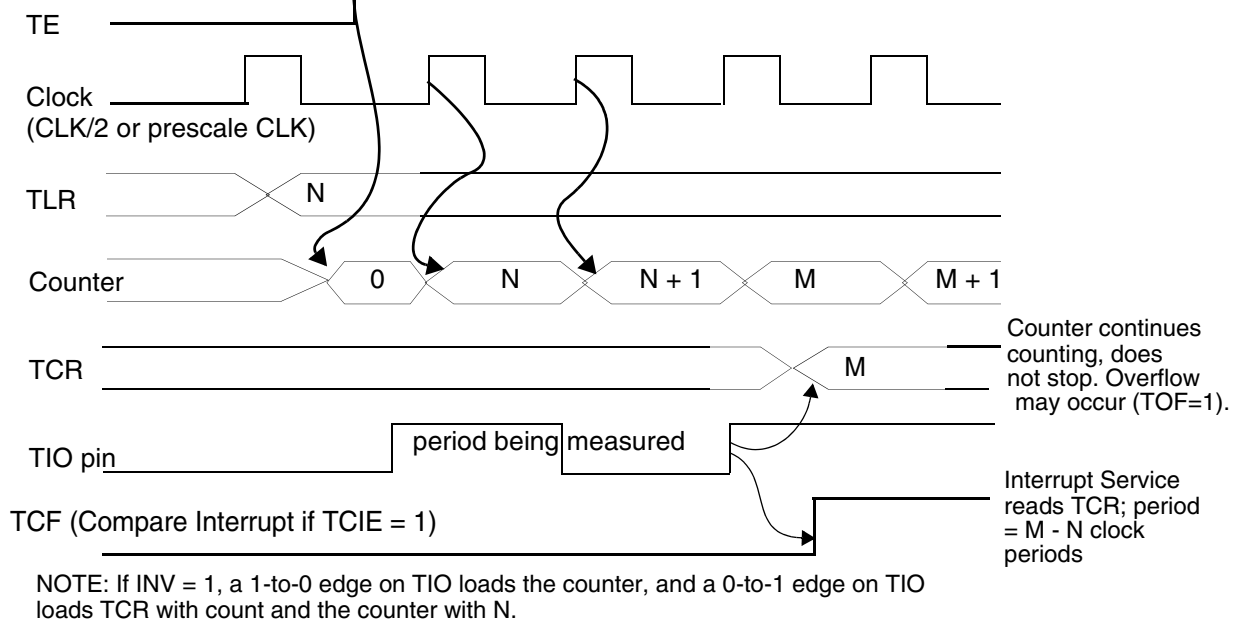 TE
Clock
(CLK/2 or prescale CLK)
TLR
N
Counter
0
N
N + 1
M
M + 1
TCR
M
Counter continues
counting, does
not stop. Overflow
may occur (TOF=1).
TIO pin
period being measured
TCF (Compare Interrupt if TCIE = 1)
Interrupt Service
reads TCR; period
= M - N clock
periods
NOTE: If INV = 1, a 1-to-0 edge on TIO loads the counter, and a 0-to-1 edge on TIO
loads TCR with count and the counter with N.